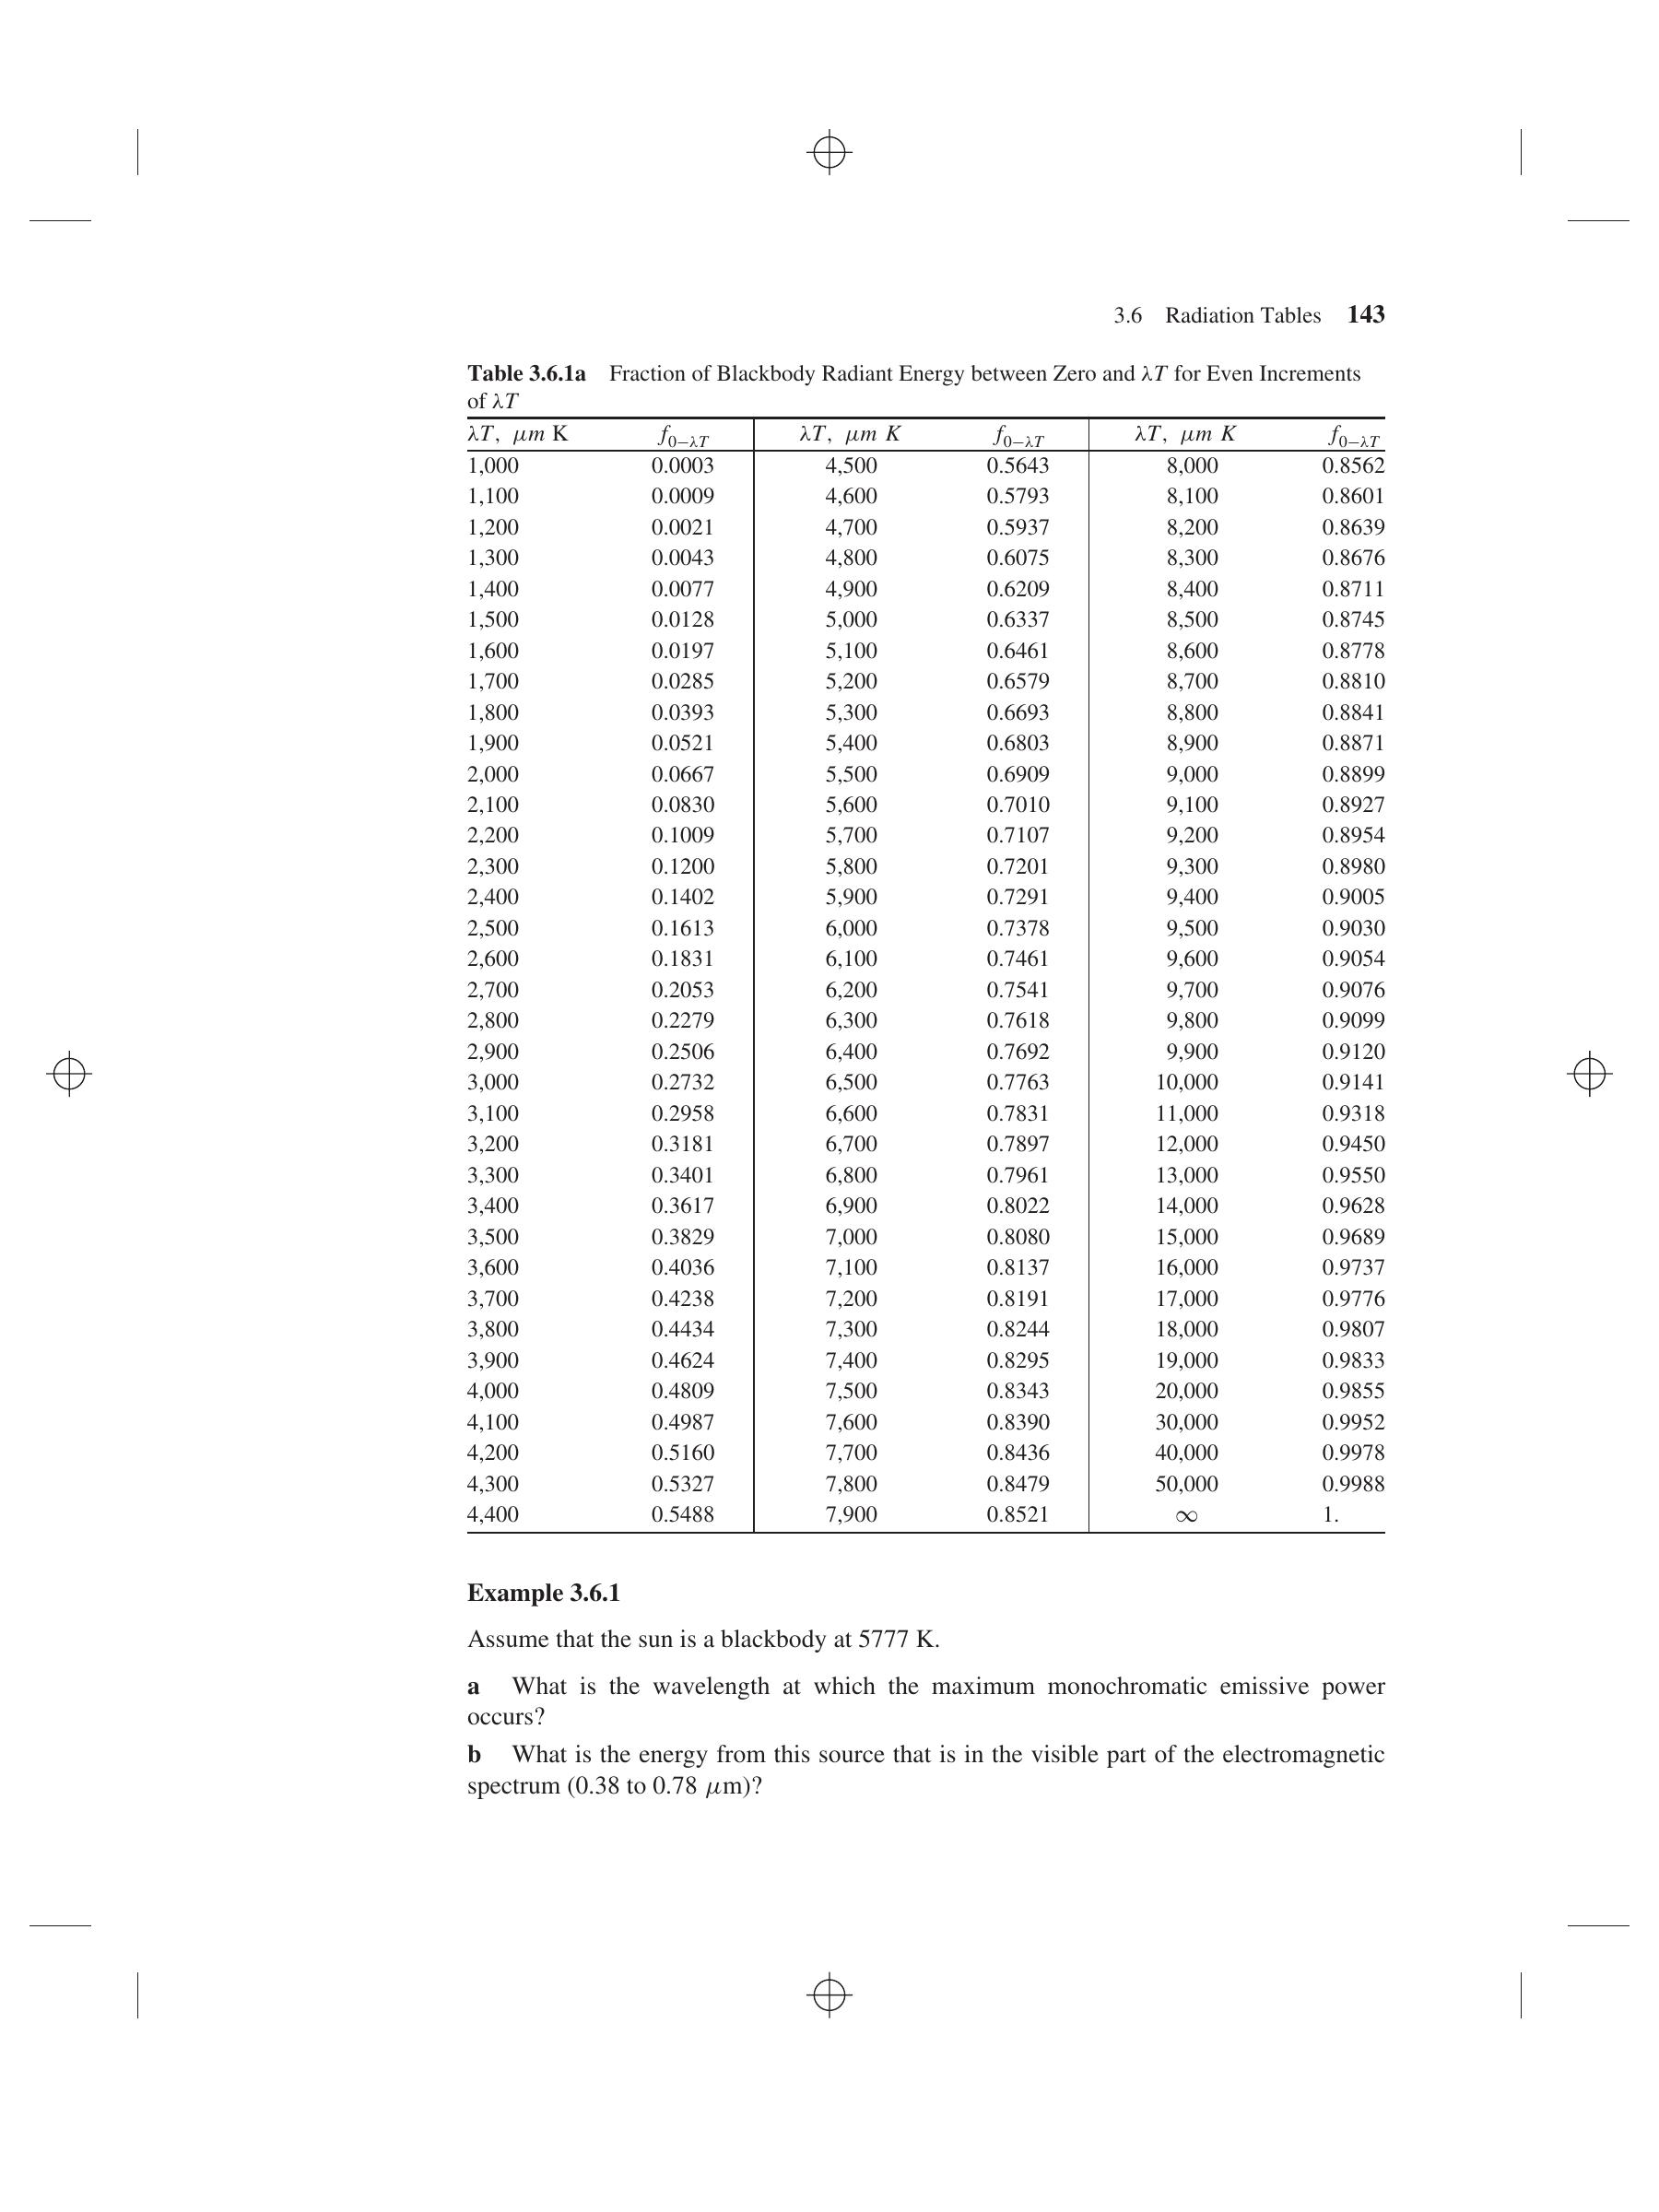 3.6 Radiation Tables 143
Table 3.6.1a Fraction of Blackbody Radiant Energy between Zero and λT for Even Increments
of λT
λT, μm K f0–λT λT, μm K f0–λT λT, μm K f0–λT
1,000 0.0003 4,500 0.5643 8,000 0.8562
1,100 0.0009 4,600 0.5793 8,100 0.8601
1,200 0.0021 4,700 0.5937 8,200 0.8639
1,300 0.0043 4,800 0.6075 8,300 0.8676
1,400 0.0077 4,900 0.6209 8,400 0.8711
1,500 0.0128 5,000 0.6337 8,500 0.8745
1,600 0.0197 5,100 0.6461 8,600 0.8778
1,700 0.0285 5,200 0.6579 8,700 0.8810
1,800 0.0393 5,300 0.6693 8,800 0.8841
1,900 0.0521 5,400 0.6803 8,900 0.8871
2,000 0.0667 5,500 0.6909 9,000 0.8899
2,100 0.0830 5,600 0.7010 9,100 0.8927
2,200 0.1009 5,700 0.7107 9,200 0.8954
2,300 0.1200 5,800 0.7201 9,300 0.8980
2,400 0.1402 5,900 0.7291 9,400 0.9005
2,500 0.1613 6,000 0.7378 9,500 0.9030
2,600 0.1831 6,100 0.7461 9,600 0.9054
2,700 0.2053 6,200 0.7541 9,700 0.9076
2,800 0.2279 6,300 0.7618 9,800 0.9099
2,900 0.2506 6,400 0.7692 9,900 0.9120
3,000 0.2732 6,500 0.7763 10,000 0.9141
3,100 0.2958 6,600 0.7831 11,000 0.9318
3,200 0.3181 6,700 0.7897 12,000 0.9450
3,300 0.3401 6,800 0.7961 13,000 0.9550
3,400 0.3617 6,900 0.8022 14,000 0.9628
3,500 0.3829 7,000 0.8080 15,000 0.9689
3,600 0.4036 7,100 0.8137 16,000 0.9737
3,700 0.4238 7,200 0.8191 17,000 0.9776
3,800 0.4434 7,300 0.8244 18,000 0.9807
3,900 0.4624 7,400 0.8295 19,000 0.9833
4,000 0.4809 7,500 0.8343 20,000 0.9855
4,100 0.4987 7,600 0.8390 30,000 0.9952
4,200 0.5160 7,700 0.8436 40,000 0.9978
4,300 0.5327 7,800 0.8479 50,000 0.9988
4,400 0.5488 7,900 0.8521 ∞ 1.
Example 3.6.1
Assume that the sun is a blackbody at 5777 K.
a What is the wavelength at which the maximum monochromatic emissive power
occurs?
b What is the energy from this source that is in the visible part of the electromagnetic
spectrum (0.38 to 0.78 μm)?